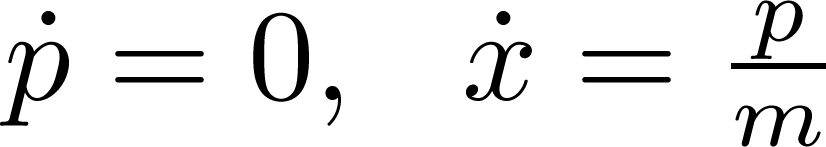 ṗ = 0, ẋ = p/m